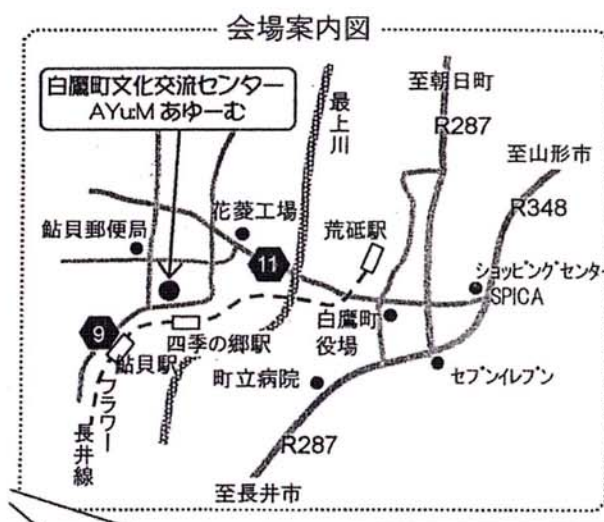 会場案内図
白鷹町文化交流センター
AYu:M あゆーむ
最上川
至朝日町
R287
至山形市
R348
花菱工場
鮎貝郵便局
荒砥駅
11
ショッピングセンター
SPICA
白鷹町
役場
9
四季の郷駅
鮎貝駅
フラワー
長井線
町立病院
セブンイレブン
R287
至長井市